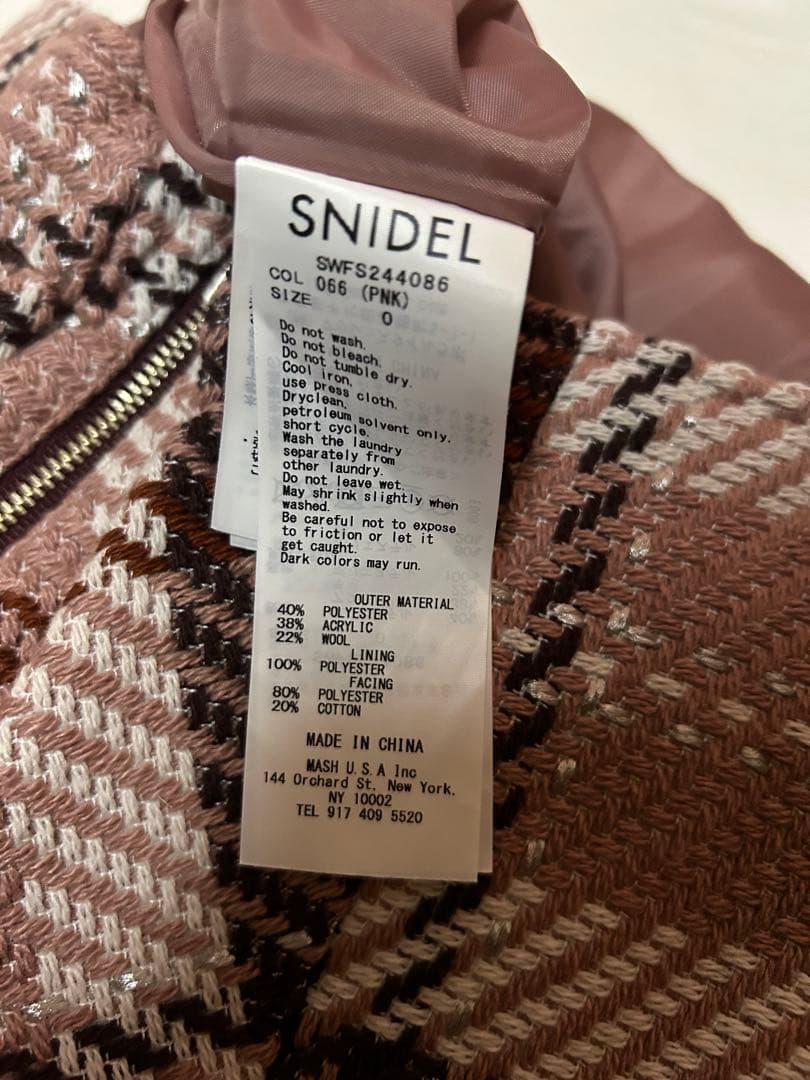 SNIDEL
SWFS244086
COL 066 (PNK)
SIZE 0
Do not wash.
Do not bleach.
Do not tumble dry.
Cool iron.
use press cloth.
Dryclean,
petroleum solvent only.
short cycle.
Wash the laundry
separately from
other laundry.
Do not leave wet.
May shrink slightly when
washed.
Be careful not to expose
to friction or let it
get caught.
Dark colors may run.
OUTER MATERIAL
40% POLYESTER
38% ACRYLIC
22% WOOL
LINING
100% POLYESTER
FACING
80% POLYESTER
20% COTTON
MADE IN CHINA
MASH U.S.A Inc
144 Orchard St. New York.
NY 10002
TEL 917 409 5520